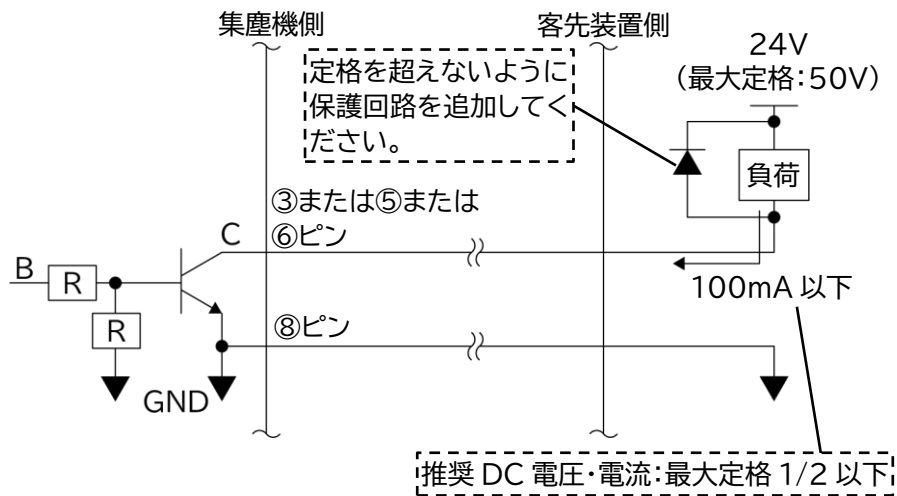 集塵機側
客先装置側
24V
（最大定格：50V）
定格を超えないように
保護回路を追加してく
ださい。
負荷
③または⑤または
⑥ピン
C
B
R
R
100mA 以下
⑧ピン
GND
推奨 DC 電圧・電流：最大定格 1/2 以下